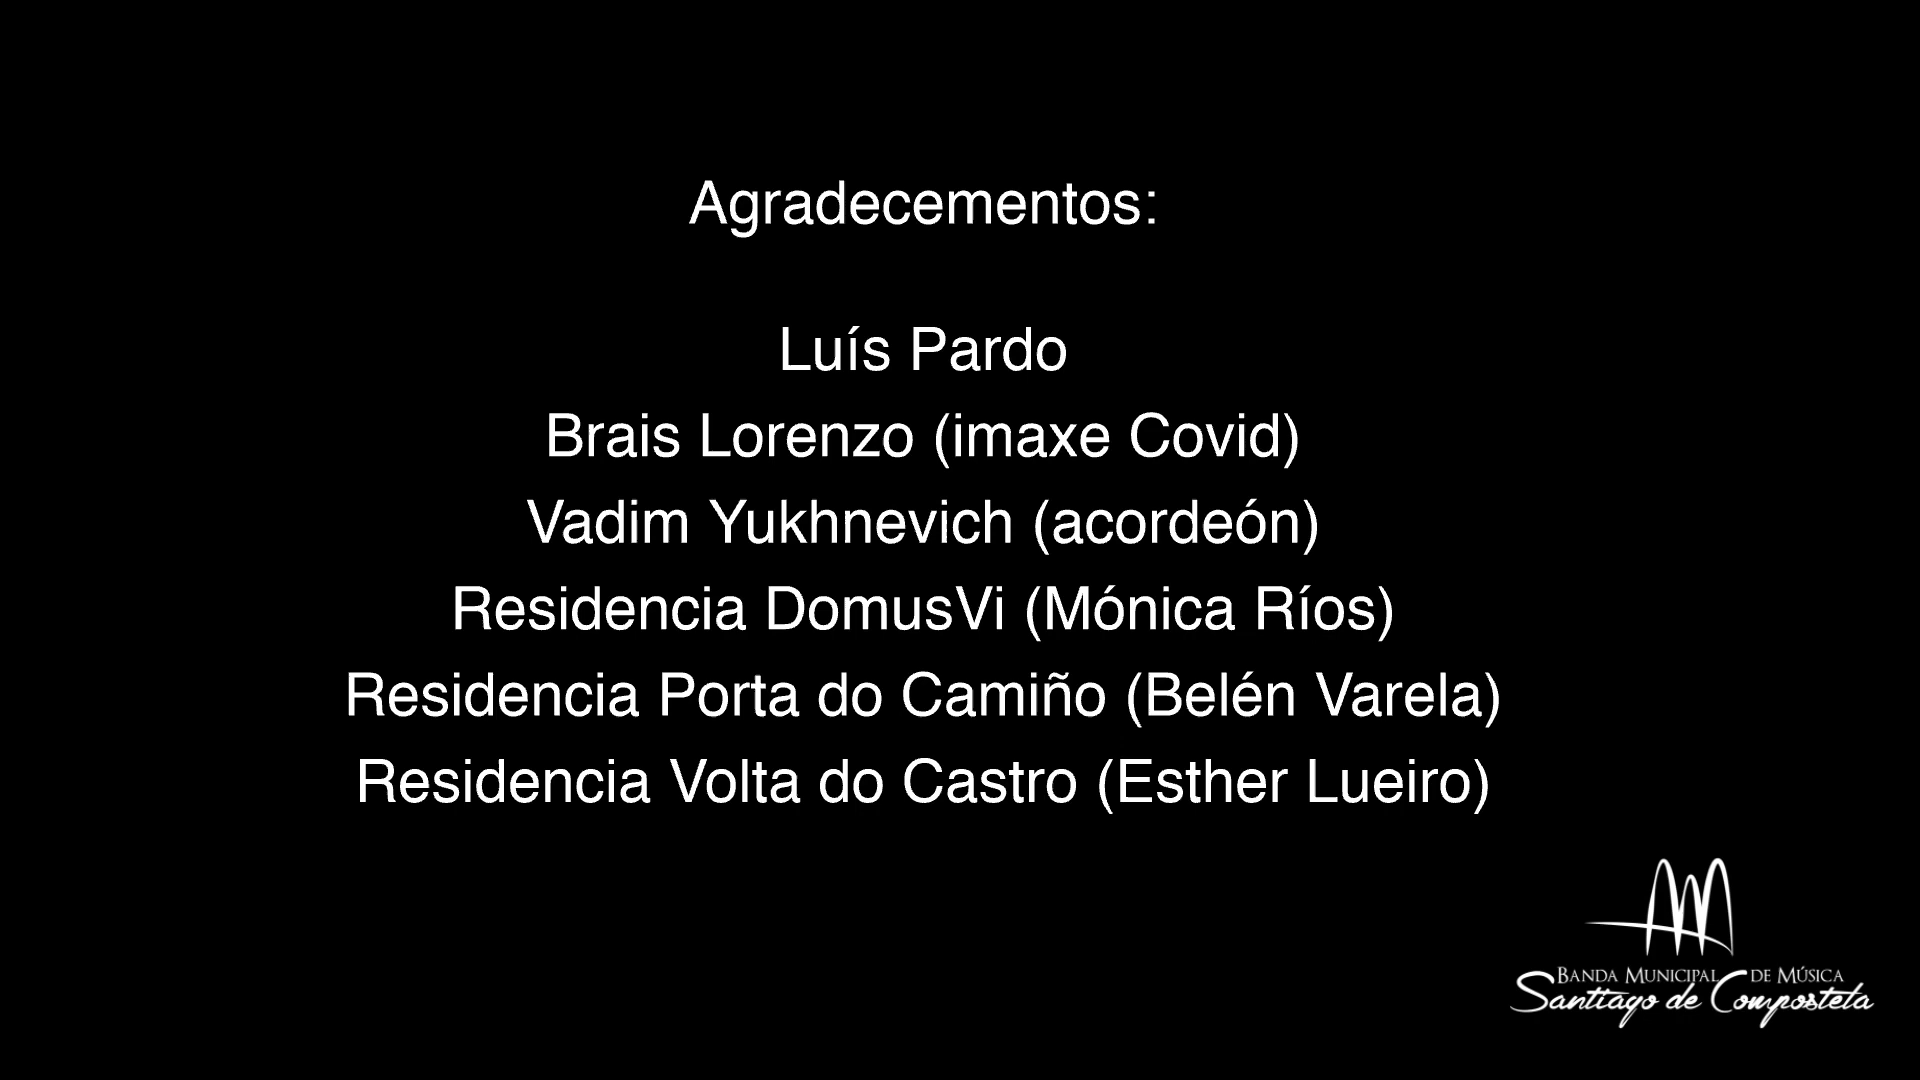 Agradecementos:
Luís Pardo
Brais Lorenzo (imaxe Covid)
Vadim Yukhnevich (acordeón)
Residencia DomusVi (Mónica Ríos)
Residencia Porta do Camiño (Belén Varela)
Residencia Volta do Castro (Esther Lueiro)
BANDA MUNICIPAL DE MÚSICA
Santiago de Compostela